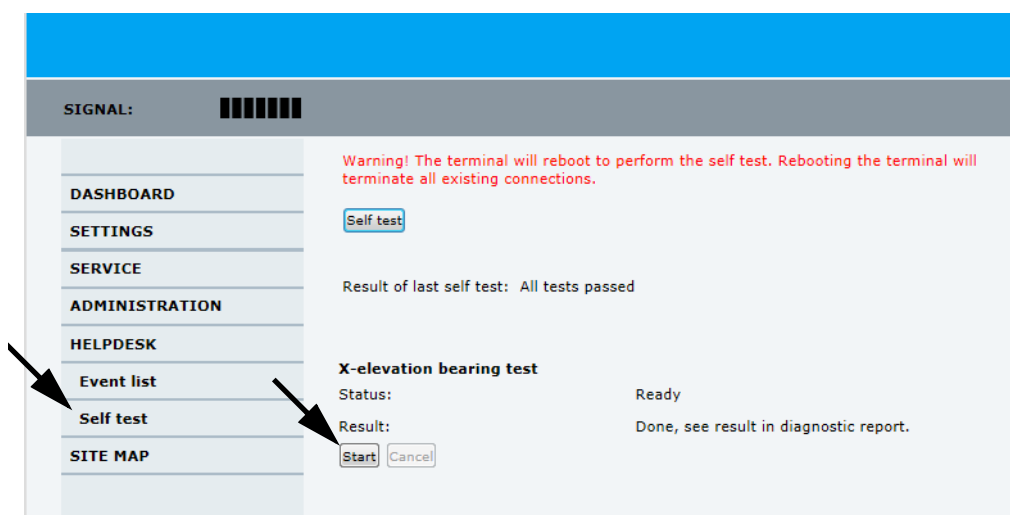 SIGNAL:
Warning! The terminal will reboot to perform the self test. Rebooting the terminal will
terminate all existing connections.
DASHBOARD
SETTINGS
SERVICE
ADMINISTRATION
HELPDESK
Event list
Self test
SITE MAP
Self test
Result of last self test: All tests passed
X-elevation bearing test
Status: Ready
Result: Done, see result in diagnostic report.
Start Cancel